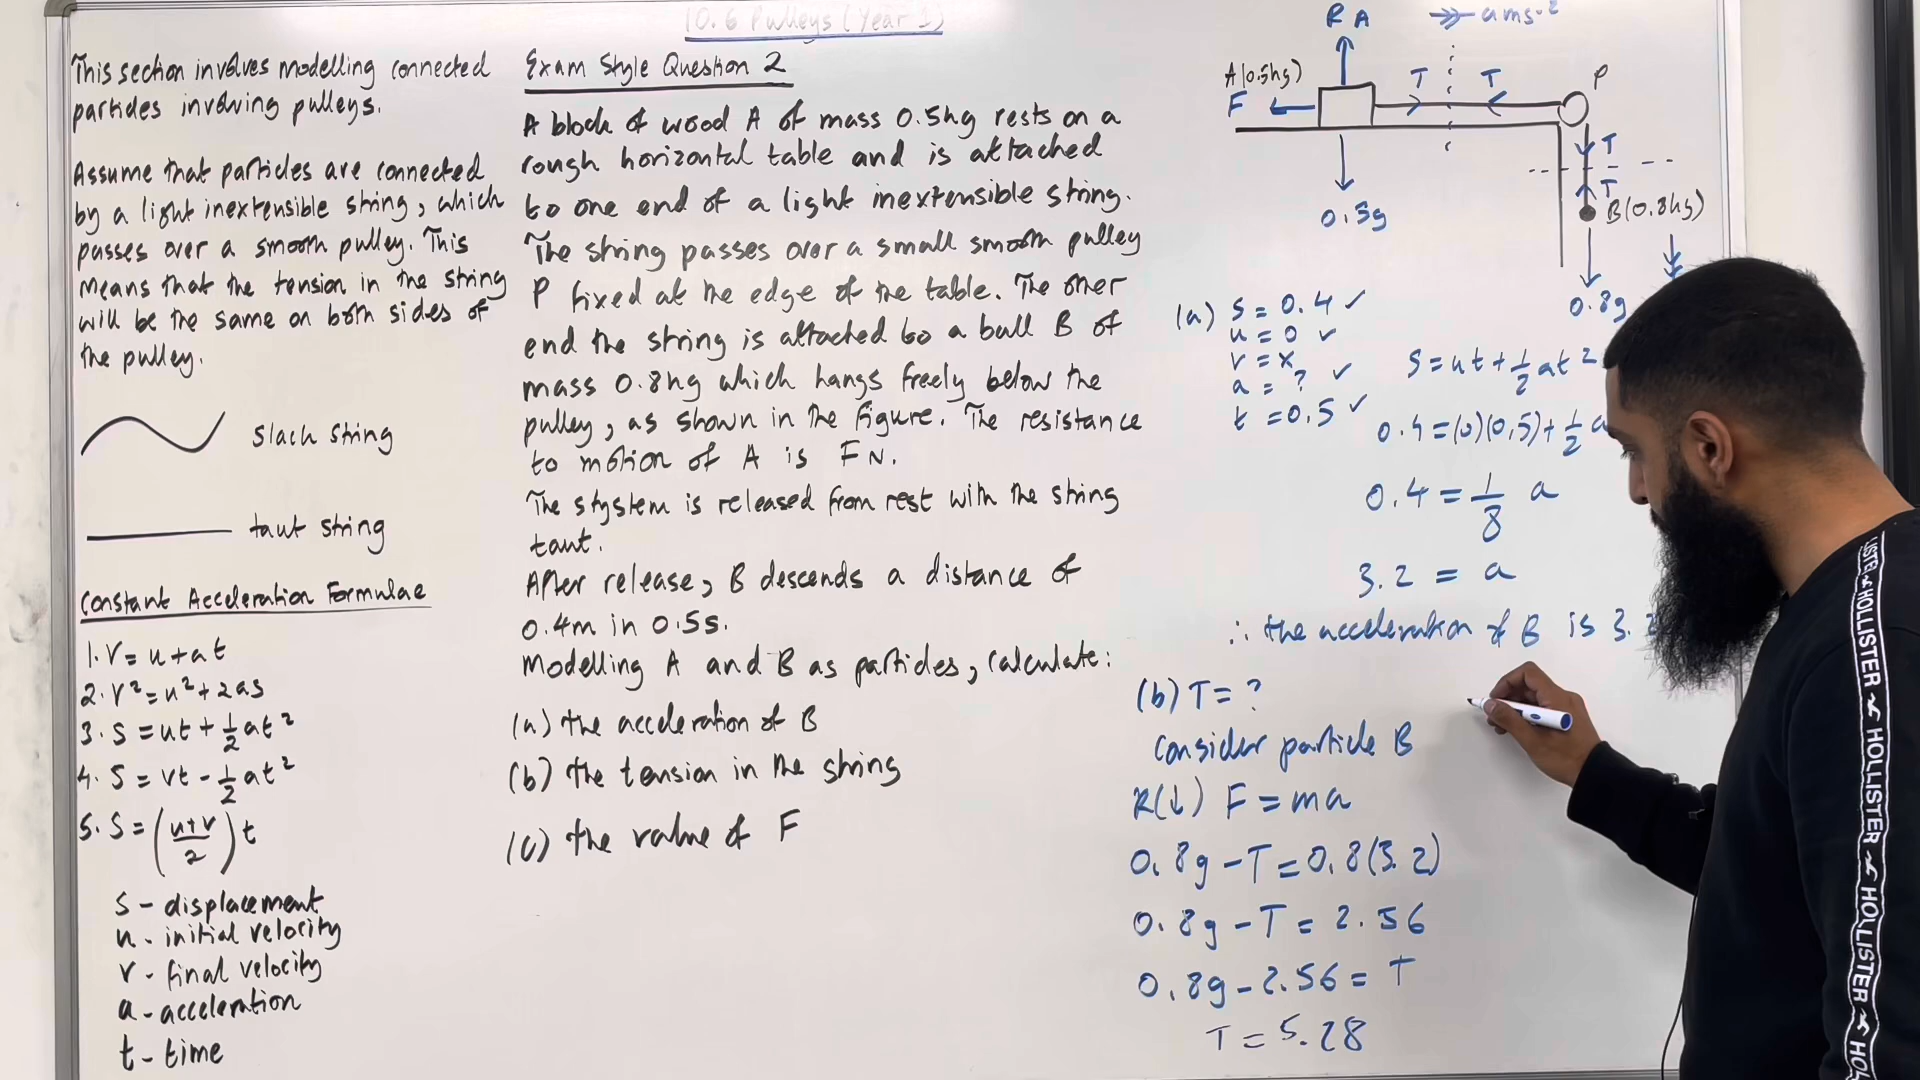 10.6 Pulleys (Year 1)
This section involves modelling connected
particles involving pulleys.
Assume that particles are connected
by a light inextensible string, which
passes over a smooth pulley. This
means that the tension in the string
will be the same on both sides of
the pulley.
slack string
taut string
Constant Acceleration Formulae
1. v = u + at
2. v² = u² + 2as
3. s = ut + 1/2 at²
4. s = vt - 1/2 at²
5. s = (u+v/2) t
s - displacement
u - initial velocity
v - final velocity
a - acceleration
t - time
Exam Style Question 2
A block of wood A of mass 0.5kg rests on a
rough horizontal table and is attached
to one end of a light inextensible string.
The string passes over a small smooth pulley
P fixed at the edge of the table. The other
end the string is attached to a ball B of
mass 0.8kg which hangs freely below the
pulley, as shown in the figure. The resistance
to motion of A is F N.
The stystem is released from rest with the string
taut.
After release, B descends a distance of
0.4m in 0.5s.
Modelling A and B as particles, calculate:
(a) the acceleration of B
(b) the tension in the string
(c) the value of F
RA
a ms-2
A(0.5kg)
F
T
T
P
T
T
B(0.8kg)
0.5g
0.8g
(a) s = 0.4 ✓
u = 0 ✓
v = x
a = ? ✓
t = 0.5 ✓
s = ut + 1/2 at²
0.4 = (0)(0.5) + 1/2 a
0.4 = 1/8 a
3.2 = a
∴ the acceleration of B is 3.
(b) T = ?
consider particle B
R(↓) F = ma
0.8g - T = 0.8(3.2)
0.8g - T = 2.56
0.8g - 2.56 = T
T = 5.28
HOLLISTER HOLLISTER HOLLISTER